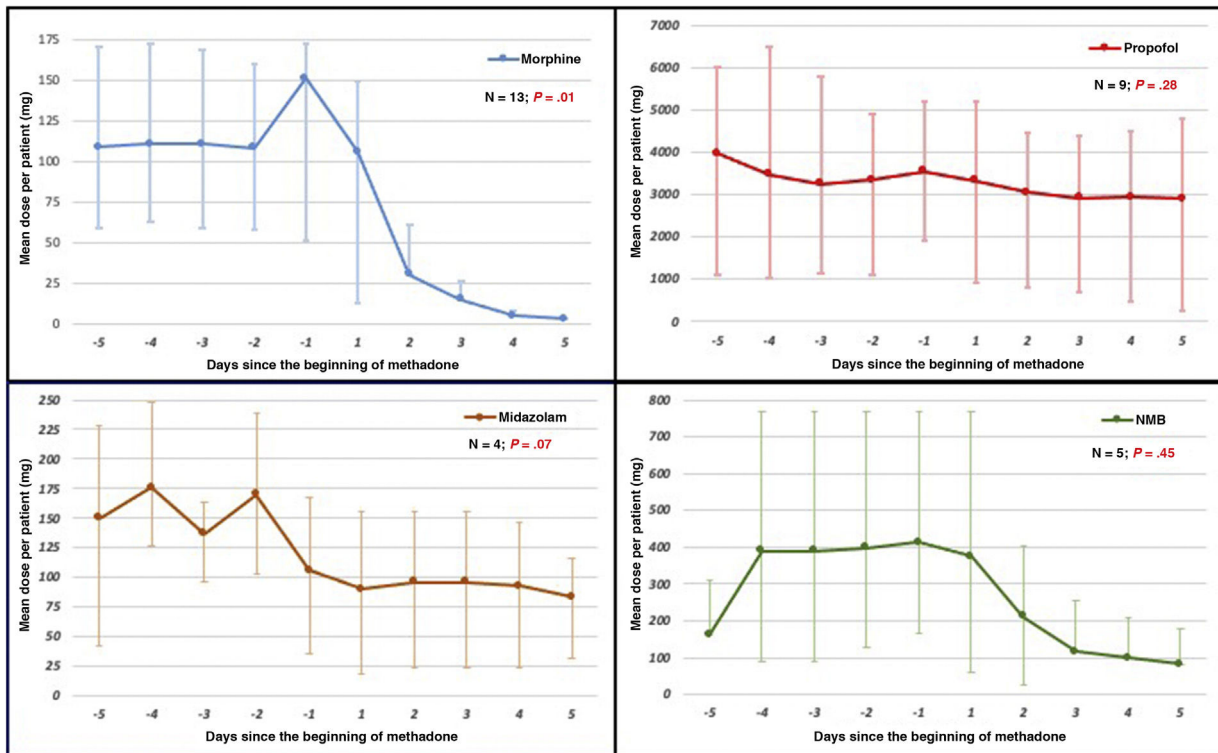 175
150
125
100
75
50
25
0
Mean dose per patient (mg)
Morphine
N = 13; P = .01
-5 -4 -3 -2 -1 1 2 3 4 5
Days since the beginning of methadone
7000
6000
5000
4000
3000
2000
1000
0
Mean dose per patient (mg)
Propofol
N = 9; P = .28
-5 -4 -3 -2 -1 1 2 3 4 5
Days since the beginning of methadone
250
225
200
175
150
125
100
75
50
25
0
Mean dose per patient (mg)
Midazolam
N = 4; P = .07
-5 -4 -3 -2 -1 1 2 3 4 5
Days since the beginning of methadone
800
700
600
500
400
300
200
100
0
Mean dose per patient (mg)
NMB
N = 5; P = .45
-5 -4 -3 -2 -1 1 2 3 4 5
Days since the beginning of methadone